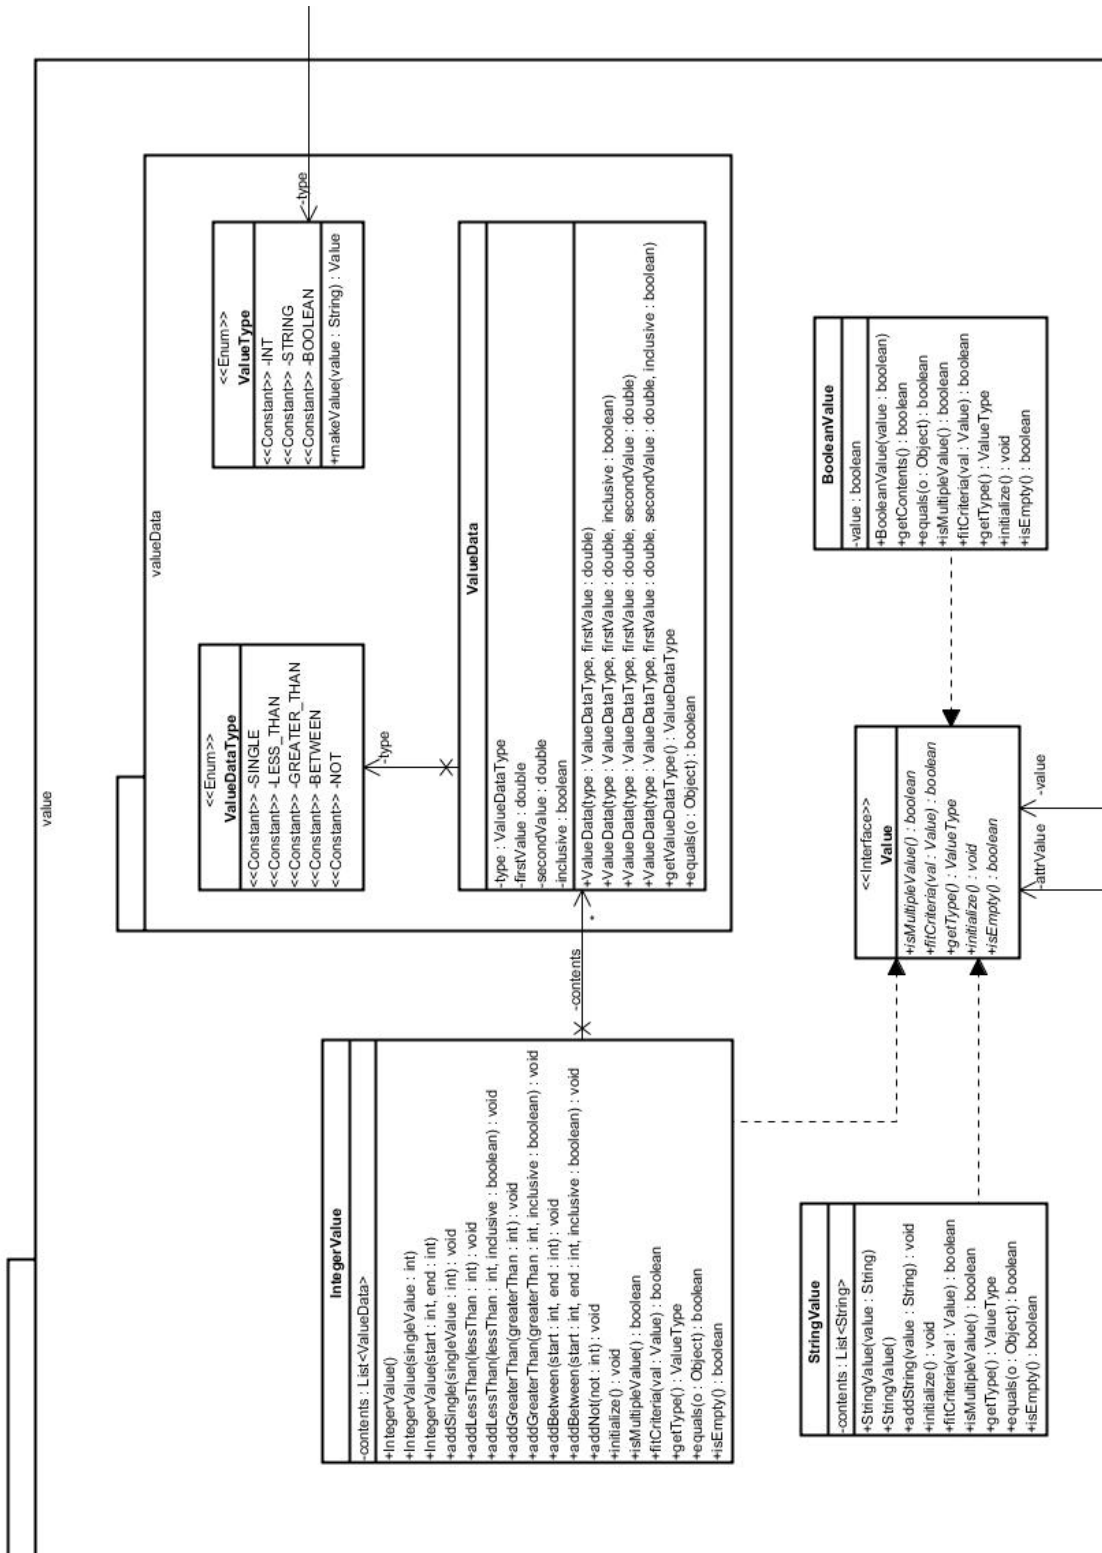 value
valueData
<<Enum>>
ValueDataType
<<Constant>> -SINGLE
<<Constant>> -LESS_THAN
<<Constant>> -GREATER_THAN
<<Constant>> -BETWEEN
<<Constant>> -NOT
<<Enum>>
ValueType
<<Constant>> -INT
<<Constant>> -STRING
<<Constant>> -BOOLEAN
+makeValue(value : String) : Value
-type
-type
ValueData
-type : ValueDataType
-firstValue : double
-secondValue : double
-inclusive : boolean
+ValueData(type : ValueDataType, firstValue : double)
+ValueData(type : ValueDataType, firstValue : double, inclusive : boolean)
+ValueData(type : ValueDataType, firstValue : double, secondValue : double)
+ValueData(type : ValueDataType, firstValue : double, secondValue : double, inclusive : boolean)
+getValueDataType() : ValueDataType
+equals(o : Object) : boolean
-contents
*
IntegerValue
-contents : List<ValueData>
+IntegerValue()
+IntegerValue(singleValue : int)
+IntegerValue(start : int, end : int)
+addSingle(singleValue : int) : void
+addLessThan(lessThan : int) : void
+addLessThan(lessThan : int, inclusive : boolean) : void
+addGreaterThan(greaterThan : int) : void
+addGreaterThan(greaterThan : int, inclusive : boolean) : void
+addBetween(start : int, end : int) : void
+addBetween(start : int, end : int, inclusive : boolean) : void
+addNot(not : int) : void
+initialize() : void
+isMultipleValue() : boolean
+fitCriteria(val : Value) : boolean
+getType() : ValueType
+equals(o : Object) : boolean
+isEmpty() : boolean
StringValue
-contents : List<String>
+StringValue(value : String)
+StringValue()
+addString(value : String) : void
+initialize() : void
+fitCriteria(val : Value) : boolean
+isMultipleValue() : boolean
+getType() : ValueType
+equals(o : Object) : boolean
+isEmpty() : boolean
<<Interface>>
Value
+isMultipleValue() : boolean
+fitCriteria(val : Value) : boolean
+getType() : ValueType
+initialize() : void
+isEmpty() : boolean
-attrValue
-value
BooleanValue
-value : boolean
+BooleanValue(value : boolean)
+getContents() : boolean
+equals(o : Object) : boolean
+isMultipleValue() : boolean
+fitCriteria(val : Value) : boolean
+getType() : ValueType
+initialize() : void
+isEmpty() : boolean